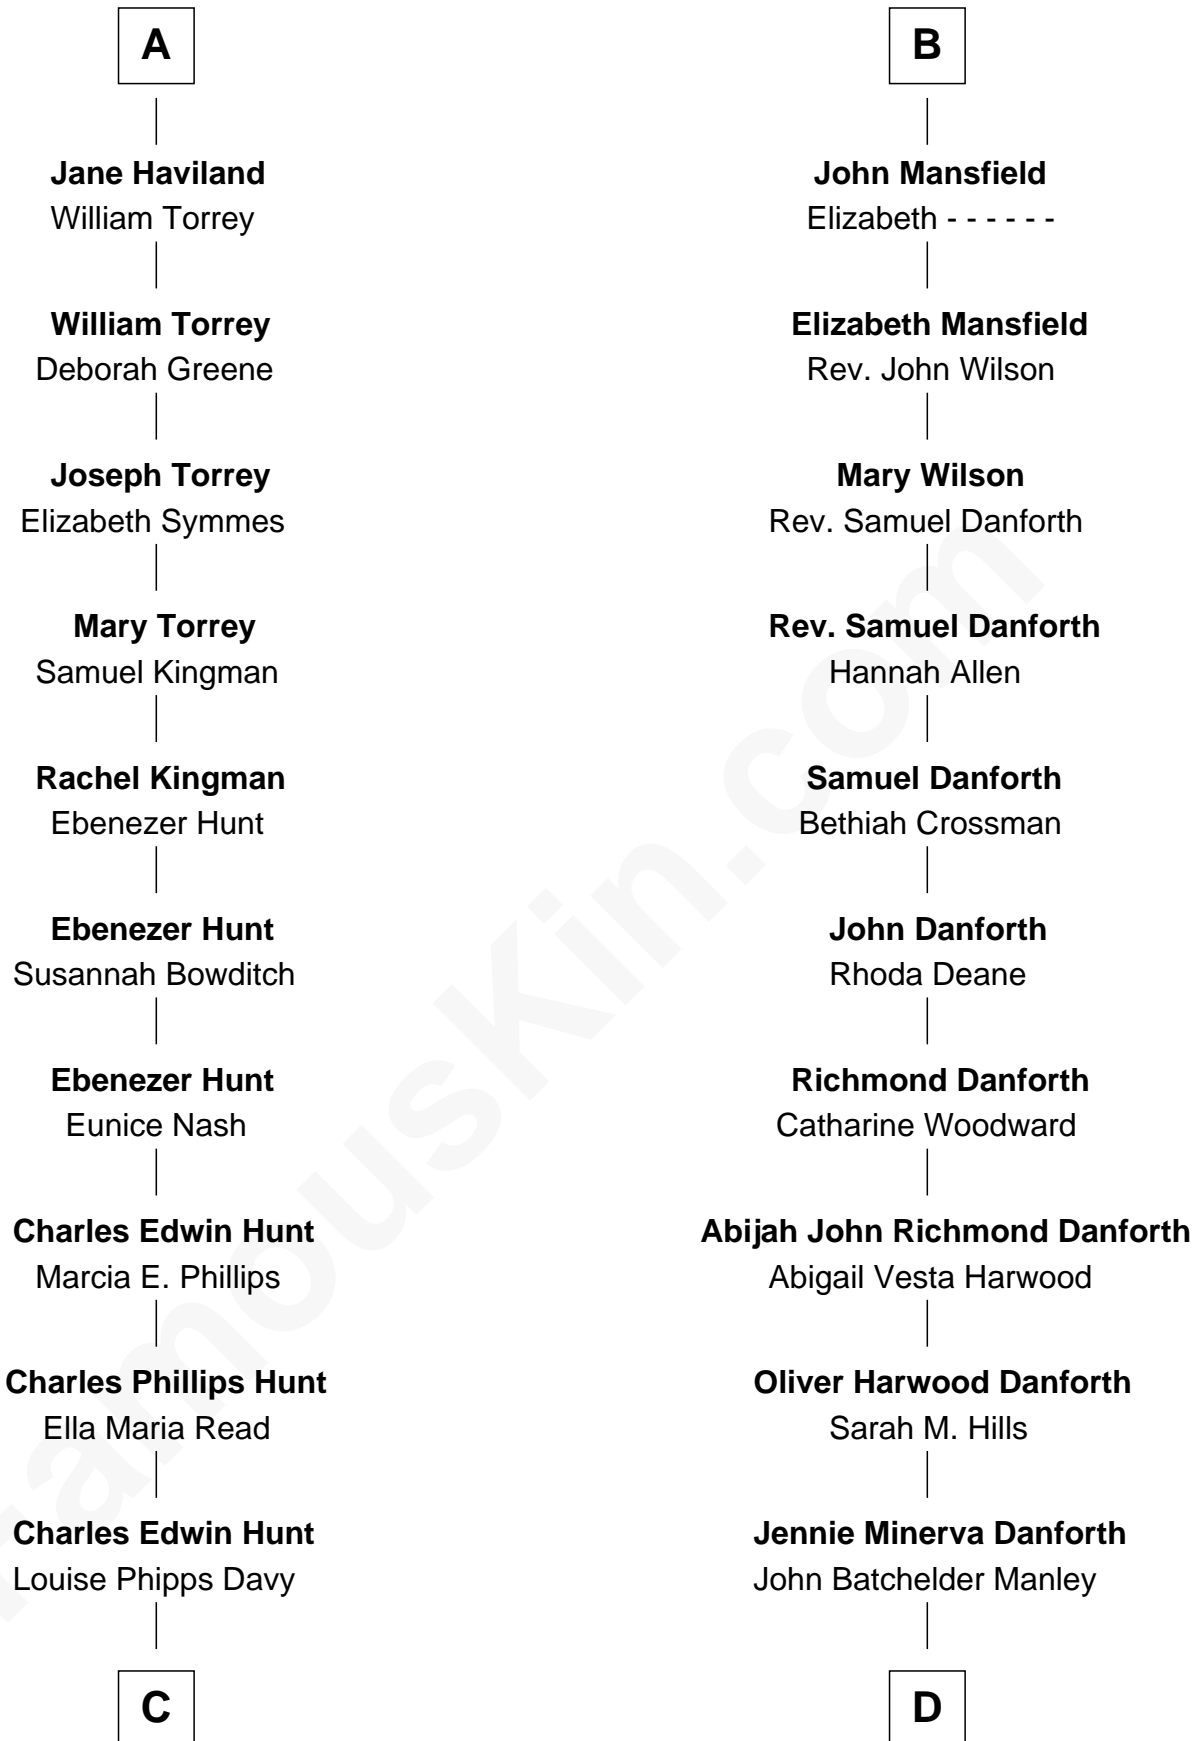 A
Jane Haviland
William Torrey
William Torrey
Deborah Greene
Joseph Torrey
Elizabeth Symmes
Mary Torrey
Samuel Kingman
Rachel Kingman
Ebenezer Hunt
Ebenezer Hunt
Susannah Bowditch
Ebenezer Hunt
Eunice Nash
Charles Edwin Hunt
Marcia E. Phillips
Charles Phillips Hunt
Ella Maria Read
Charles Edwin Hunt
Louise Phipps Davy
C
B
John Mansfield
Elizabeth - - - - - -
Elizabeth Mansfield
Rev. John Wilson
Mary Wilson
Rev. Samuel Danforth
Rev. Samuel Danforth
Hannah Allen
Samuel Danforth
Bethiah Crossman
John Danforth
Rhoda Deane
Richmond Danforth
Catharine Woodward
Abijah John Richmond Danforth
Abigail Vesta Harwood
Oliver Harwood Danforth
Sarah M. Hills
Jennie Minerva Danforth
John Batchelder Manley
D
FamousKin.com